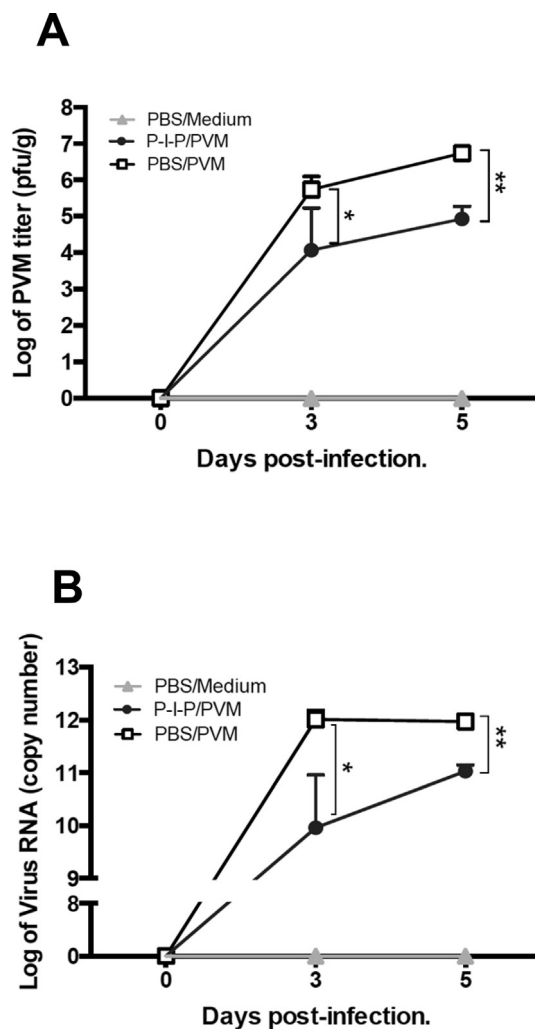 A
Log of PVM titer (pfu/g)
8
7
6
5
4
3
2
1
0
PBS/Medium
P-I-P/PVM
PBS/PVM
*
**
0 3 5
Days post-infection.
B
Log of Virus RNA (copy number)
13
12
11
10
9
8
0
PBS/Medium
P-I-P/PVM
PBS/PVM
*
**
0 3 5
Days post-infection.